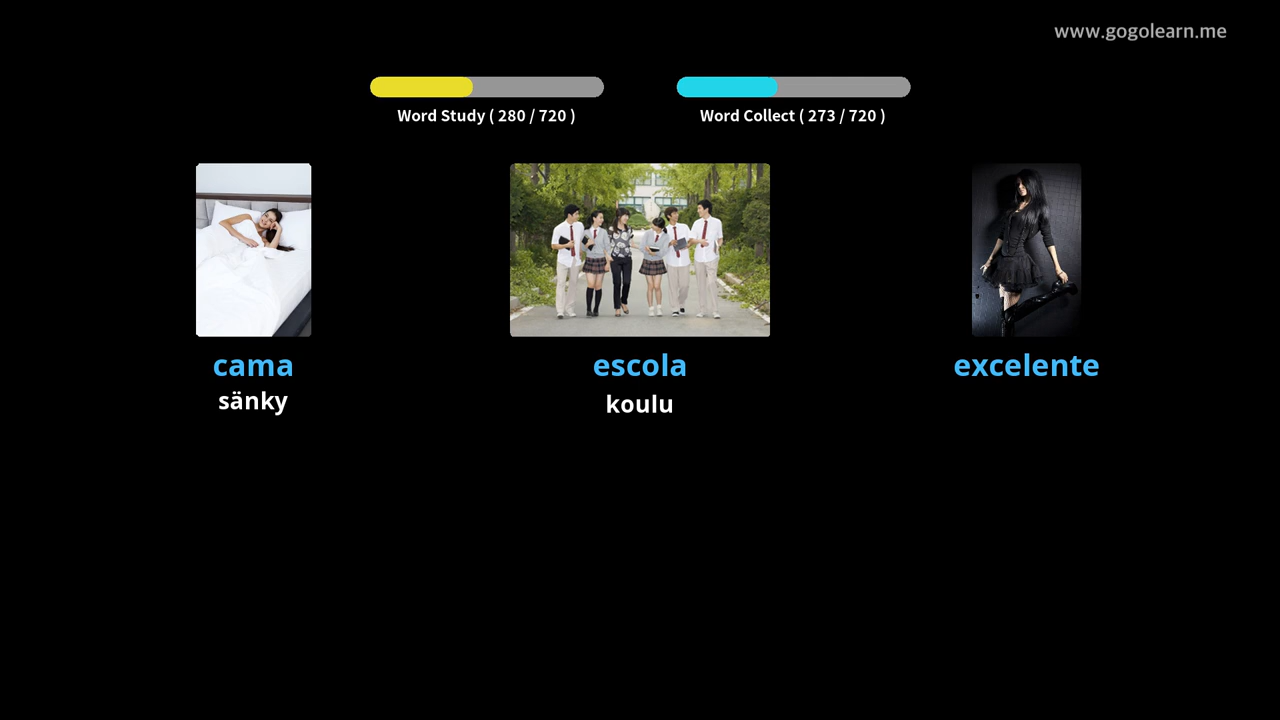 www.gogolearn.me
Word Study ( 280 / 720 )
Word Collect ( 273 / 720 )
cama
sänky
escola
koulu
excelente